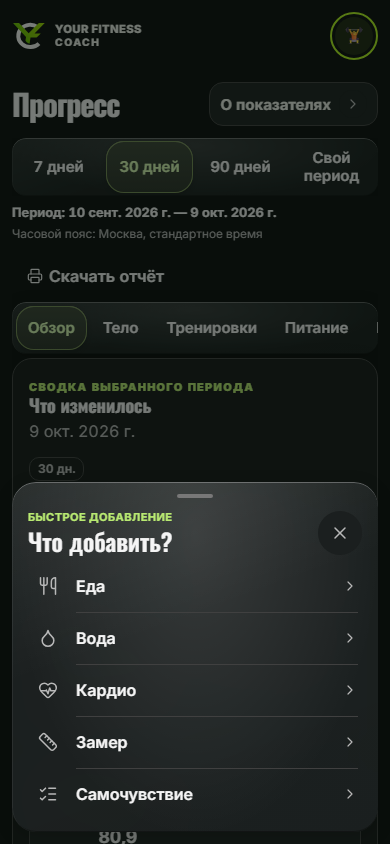 YOUR FITNESS
COACH
Прогресс
О показателях
7 дней
30 дней
90 дней
Свой
период
Период: 10 сент. 2026 г. — 9 окт. 2026 г.
Часовой пояс: Москва, стандартное время
Скачать отчёт
Обзор
Тело
Тренировки
Питание
СВОДКА ВЫБРАННОГО ПЕРИОДА
Что изменилось
9 окт. 2026 г.
30 дн.
БЫСТРОЕ ДОБАВЛЕНИЕ
Что добавить?
Еда
Вода
Кардио
Замер
Самочувствие
80,9